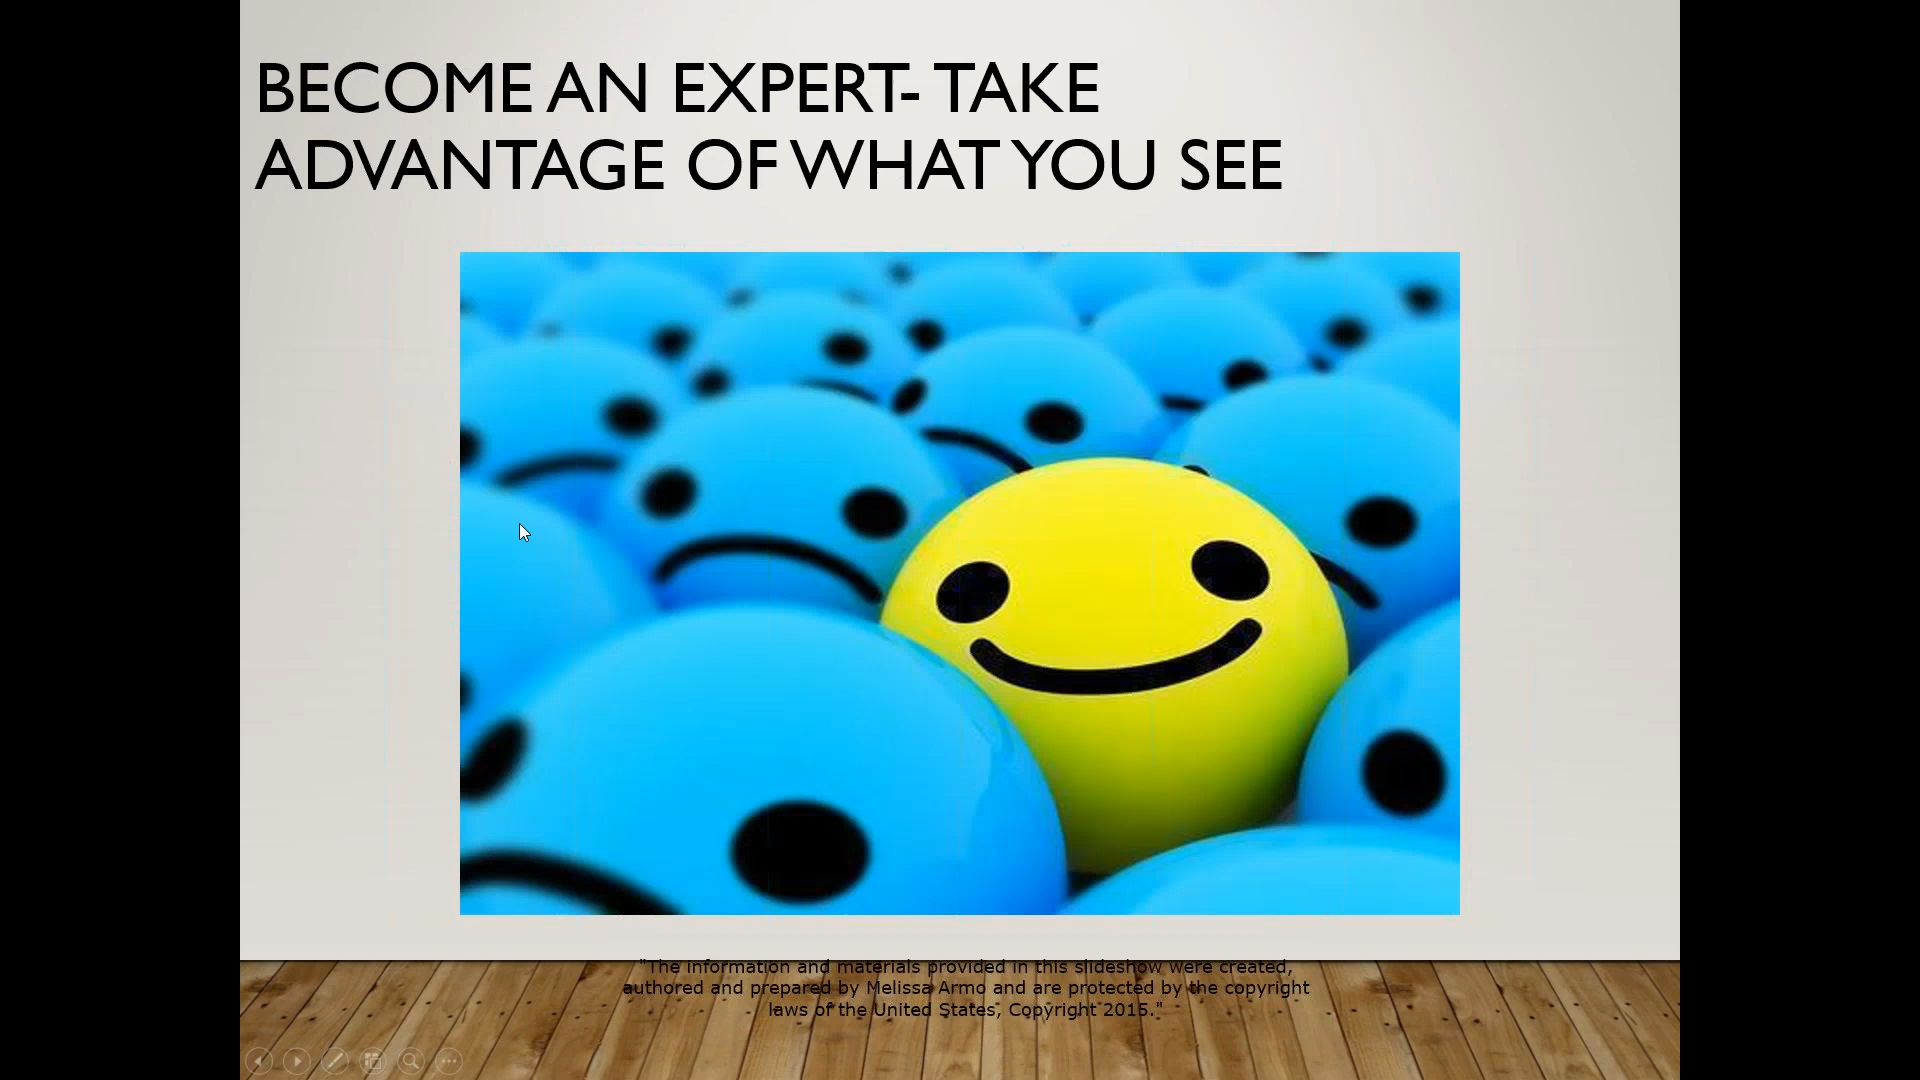 BECOME AN EXPERT- TAKE
ADVANTAGE OF WHAT YOU SEE
"The information and materials provided in this slideshow were created,
authored and prepared by Melissa Armo and are protected by the copyright
laws of the United States, Copyright 2015."